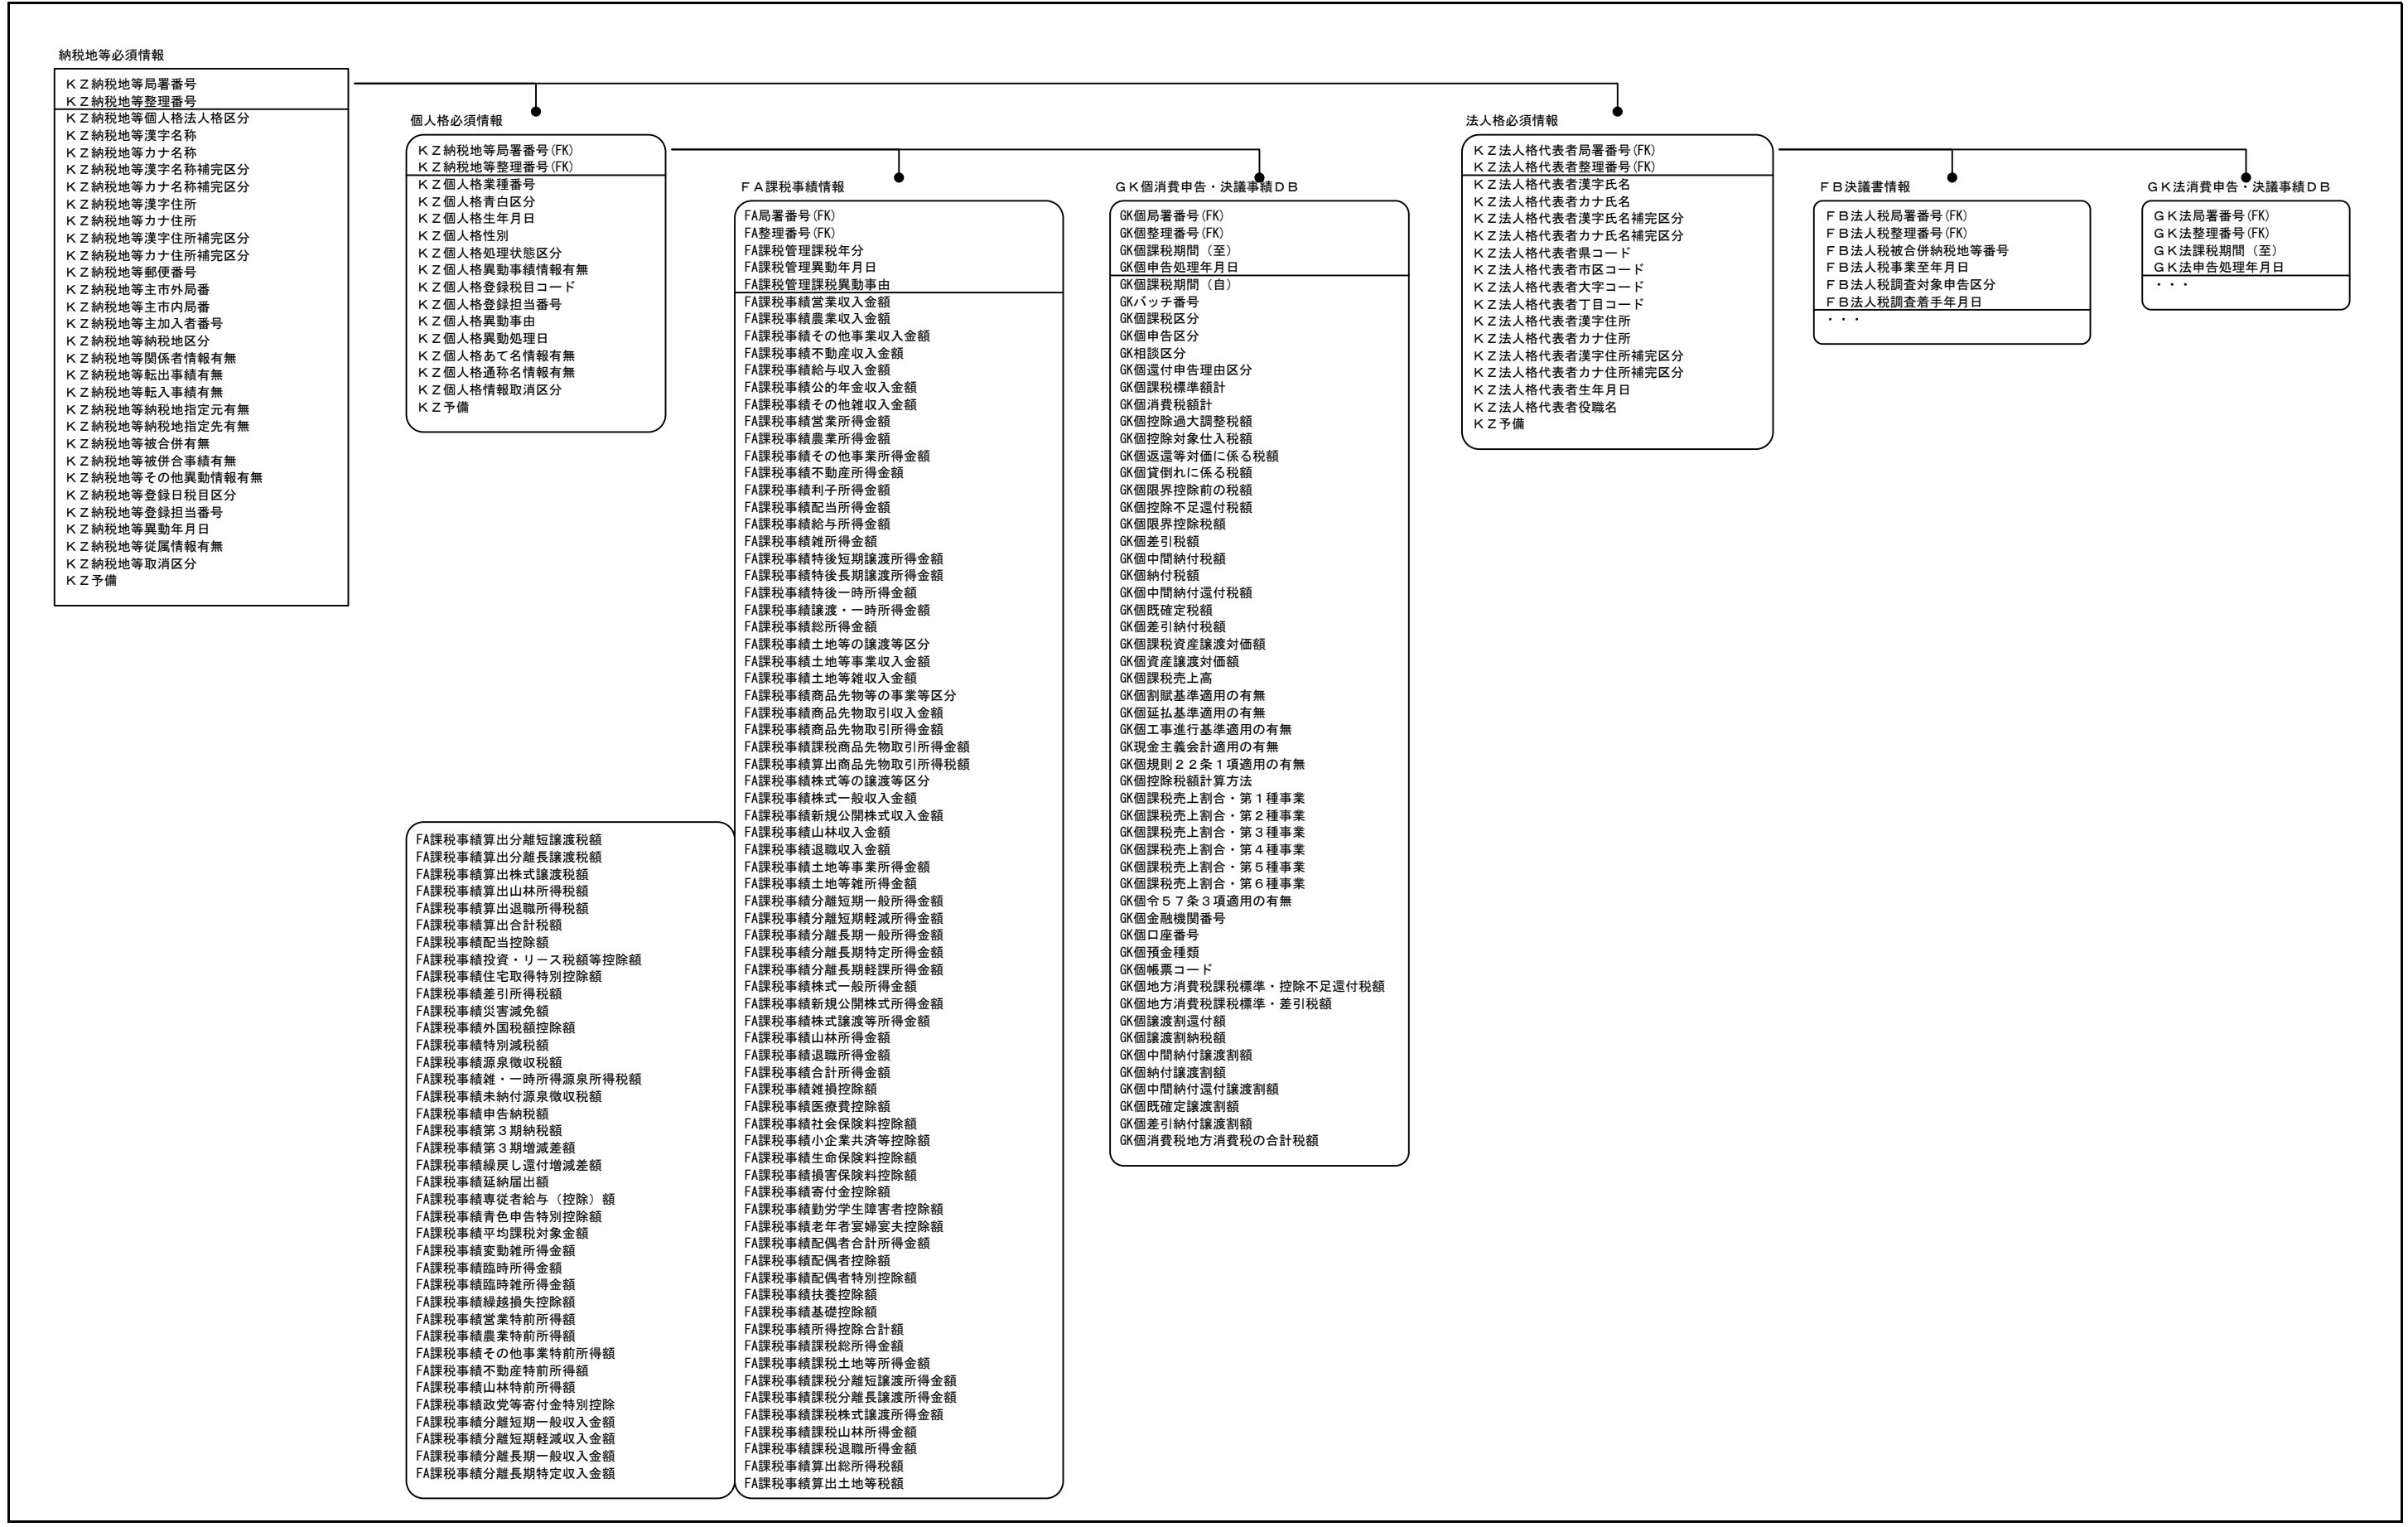 納税地等必須情報
ＫＺ納税地等局署番号
ＫＺ納税地等整理番号
ＫＺ納税地等個人格法人格区分
ＫＺ納税地等漢字名称
ＫＺ納税地等カナ名称
ＫＺ納税地等漢字名称補完区分
ＫＺ納税地等カナ名称補完区分
ＫＺ納税地等漢字住所
ＫＺ納税地等カナ住所
ＫＺ納税地等漢字住所補完区分
ＫＺ納税地等カナ住所補完区分
ＫＺ納税地等郵便番号
ＫＺ納税地等主市外局番
ＫＺ納税地等主市内局番
ＫＺ納税地等主加入者番号
ＫＺ納税地等納税地区分
ＫＺ納税地等関係者情報有無
ＫＺ納税地等転出事績有無
ＫＺ納税地等転入事績有無
ＫＺ納税地等納税地指定元有無
ＫＺ納税地等納税地指定先有無
ＫＺ納税地等被合併有無
ＫＺ納税地等被併合事績有無
ＫＺ納税地等その他異動情報有無
ＫＺ納税地等登録日税目区分
ＫＺ納税地等登録担当番号
ＫＺ納税地等異動年月日
ＫＺ納税地等従属情報有無
ＫＺ納税地等取消区分
ＫＺ予備
個人格必須情報
ＫＺ納税地等局署番号(FK)
ＫＺ納税地等整理番号(FK)
ＫＺ個人格業種番号
ＫＺ個人格青白区分
ＫＺ個人格生年月日
ＫＺ個人格性別
ＫＺ個人格処理状態区分
ＫＺ個人格異動事績情報有無
ＫＺ個人格登録税目コード
ＫＺ個人格登録担当番号
ＫＺ個人格異動事由
ＫＺ個人格異動処理日
ＫＺ個人格あて名情報有無
ＫＺ個人格通称名情報有無
ＫＺ個人格情報取消区分
ＫＺ予備
ＦＡ課税事績情報
FA局署番号(FK)
FA整理番号(FK)
FA課税管理課税年分
FA課税管理異動年月日
FA課税管理課税異動事由
FA課税事績営業収入金額
FA課税事績農業収入金額
FA課税事績その他事業収入金額
FA課税事績不動産収入金額
FA課税事績給与収入金額
FA課税事績公的年金収入金額
FA課税事績その他雑収入金額
FA課税事績営業所得金額
FA課税事績農業所得金額
FA課税事績その他事業所得金額
FA課税事績不動産所得金額
FA課税事績利子所得金額
FA課税事績配当所得金額
FA課税事績給与所得金額
FA課税事績雑所得金額
FA課税事績特後短期譲渡所得金額
FA課税事績特後長期譲渡所得金額
FA課税事績特後一時所得金額
FA課税事績譲渡・一時所得金額
FA課税事績総所得金額
FA課税事績土地等の譲渡等区分
FA課税事績土地等事業収入金額
FA課税事績土地等雑収入金額
FA課税事績商品先物等の事業等区分
FA課税事績商品先物取引収入金額
FA課税事績商品先物取引所得金額
FA課税事績課税商品先物取引所得金額
FA課税事績算出商品先物取引所得税額
FA課税事績株式等の譲渡等区分
FA課税事績株式一般収入金額
FA課税事績新規公開株式収入金額
FA課税事績山林収入金額
FA課税事績退職収入金額
FA課税事績土地等事業所得金額
FA課税事績土地等雑所得金額
FA課税事績分離短期一般所得金額
FA課税事績分離短期軽減所得金額
FA課税事績分離長期一般所得金額
FA課税事績分離長期特定所得金額
FA課税事績分離長期軽課所得金額
FA課税事績株式一般所得金額
FA課税事績新規公開株式所得金額
FA課税事績株式譲渡等所得金額
FA課税事績山林所得金額
FA課税事績退職所得金額
FA課税事績合計所得金額
FA課税事績雑損控除額
FA課税事績医療費控除額
FA課税事績社会保険料控除額
FA課税事績小企業共済等控除額
FA課税事績生命保険料控除額
FA課税事績損害保険料控除額
FA課税事績寄付金控除額
FA課税事績勤労学生障害者控除額
FA課税事績老年者宴婦宴夫控除額
FA課税事績配偶者合計所得金額
FA課税事績配偶者控除額
FA課税事績配偶者特別控除額
FA課税事績扶養控除額
FA課税事績基礎控除額
FA課税事績所得控除合計額
FA課税事績課税総所得金額
FA課税事績課税土地等所得金額
FA課税事績課税分離短譲渡所得金額
FA課税事績課税分離長譲渡所得金額
FA課税事績課税株式譲渡所得金額
FA課税事績課税山林所得金額
FA課税事績課税退職所得金額
FA課税事績算出総所得税額
FA課税事績算出土地等税額
FA課税事績算出分離短譲渡税額
FA課税事績算出分離長譲渡税額
FA課税事績算出株式譲渡税額
FA課税事績算出山林所得税額
FA課税事績算出退職所得税額
FA課税事績算出合計税額
FA課税事績配当控除額
FA課税事績投資・リース税額等控除額
FA課税事績住宅取得特別控除額
FA課税事績差引所得税額
FA課税事績災害減免額
FA課税事績外国税額控除額
FA課税事績特別減税額
FA課税事績源泉徴収税額
FA課税事績雑・一時所得源泉所得税額
FA課税事績未納付源泉徴収税額
FA課税事績申告納税額
FA課税事績第３期納税額
FA課税事績第３期増減差額
FA課税事績繰戻し還付増減差額
FA課税事績延納届出額
FA課税事績専従者給与（控除）額
FA課税事績青色申告特別控除額
FA課税事績平均課税対象金額
FA課税事績変動雑所得金額
FA課税事績臨時所得金額
FA課税事績臨時雑所得金額
FA課税事績繰越損失控除額
FA課税事績営業特前所得額
FA課税事績農業特前所得額
FA課税事績その他事業特前所得額
FA課税事績不動産特前所得額
FA課税事績山林特前所得額
FA課税事績政党等寄付金特別控除
FA課税事績分離短期一般収入金額
FA課税事績分離短期軽減収入金額
FA課税事績分離長期一般収入金額
FA課税事績分離長期特定収入金額
ＧＫ個消費申告・決議事績ＤＢ
GK個局署番号(FK)
GK個整理番号(FK)
GK個課税期間（至）
GK個申告処理年月日
GK個課税期間（自）
GKバッチ番号
GK個課税区分
GK個申告区分
GK相談区分
GK個還付申告理由区分
GK個課税標準額計
GK個消費税額計
GK個控除過大調整税額
GK個控除対象仕入税額
GK個返還等対価に係る税額
GK個貸倒れに係る税額
GK個限界控除前の税額
GK個控除不足還付税額
GK個限界控除税額
GK個差引税額
GK個中間納付税額
GK個納付税額
GK個中間納付還付税額
GK個既確定税額
GK個差引納付税額
GK個課税資産譲渡対価額
GK個資産譲渡対価額
GK個課税売上高
GK個割賦基準適用の有無
GK個延払基準適用の有無
GK個工事進行基準適用の有無
GK現金主義会計適用の有無
GK個規則２２条１項適用の有無
GK個控除税額計算方法
GK個課税売上割合・第１種事業
GK個課税売上割合・第２種事業
GK個課税売上割合・第３種事業
GK個課税売上割合・第４種事業
GK個課税売上割合・第５種事業
GK個課税売上割合・第６種事業
GK個令５７条３項適用の有無
GK個金融機関番号
GK個口座番号
GK個預金種類
GK個帳票コード
GK個地方消費税課税標準・控除不足還付税額
GK個地方消費税課税標準・差引税額
GK個譲渡割還付額
GK個譲渡割納税額
GK個中間納付譲渡割額
GK個納付譲渡割額
GK個中間納付還付譲渡割額
GK個既確定譲渡割額
GK個差引納付譲渡割額
GK個消費税地方消費税の合計税額
法人格必須情報
ＫＺ法人格代表者局署番号(FK)
ＫＺ法人格代表者整理番号(FK)
ＫＺ法人格代表者漢字氏名
ＫＺ法人格代表者カナ氏名
ＫＺ法人格代表者漢字氏名補完区分
ＫＺ法人格代表者カナ氏名補完区分
ＫＺ法人格代表者県コード
ＫＺ法人格代表者市区コード
ＫＺ法人格代表者大字コード
ＫＺ法人格代表者丁目コード
ＫＺ法人格代表者漢字住所
ＫＺ法人格代表者カナ住所
ＫＺ法人格代表者漢字住所補完区分
ＫＺ法人格代表者カナ住所補完区分
ＫＺ法人格代表者生年月日
ＫＺ法人格代表者役職名
ＫＺ予備
ＦＢ決議書情報
ＦＢ法人税局署番号(FK)
ＦＢ法人税整理番号(FK)
ＦＢ法人税被合併納税地等番号
ＦＢ法人税事業至年月日
ＦＢ法人税調査対象申告区分
ＦＢ法人税調査着手年月日
・・・
ＧＫ法消費申告・決議事績ＤＢ
ＧＫ法局署番号(FK)
ＧＫ法整理番号(FK)
ＧＫ法課税期間（至）
ＧＫ法申告処理年月日
・・・